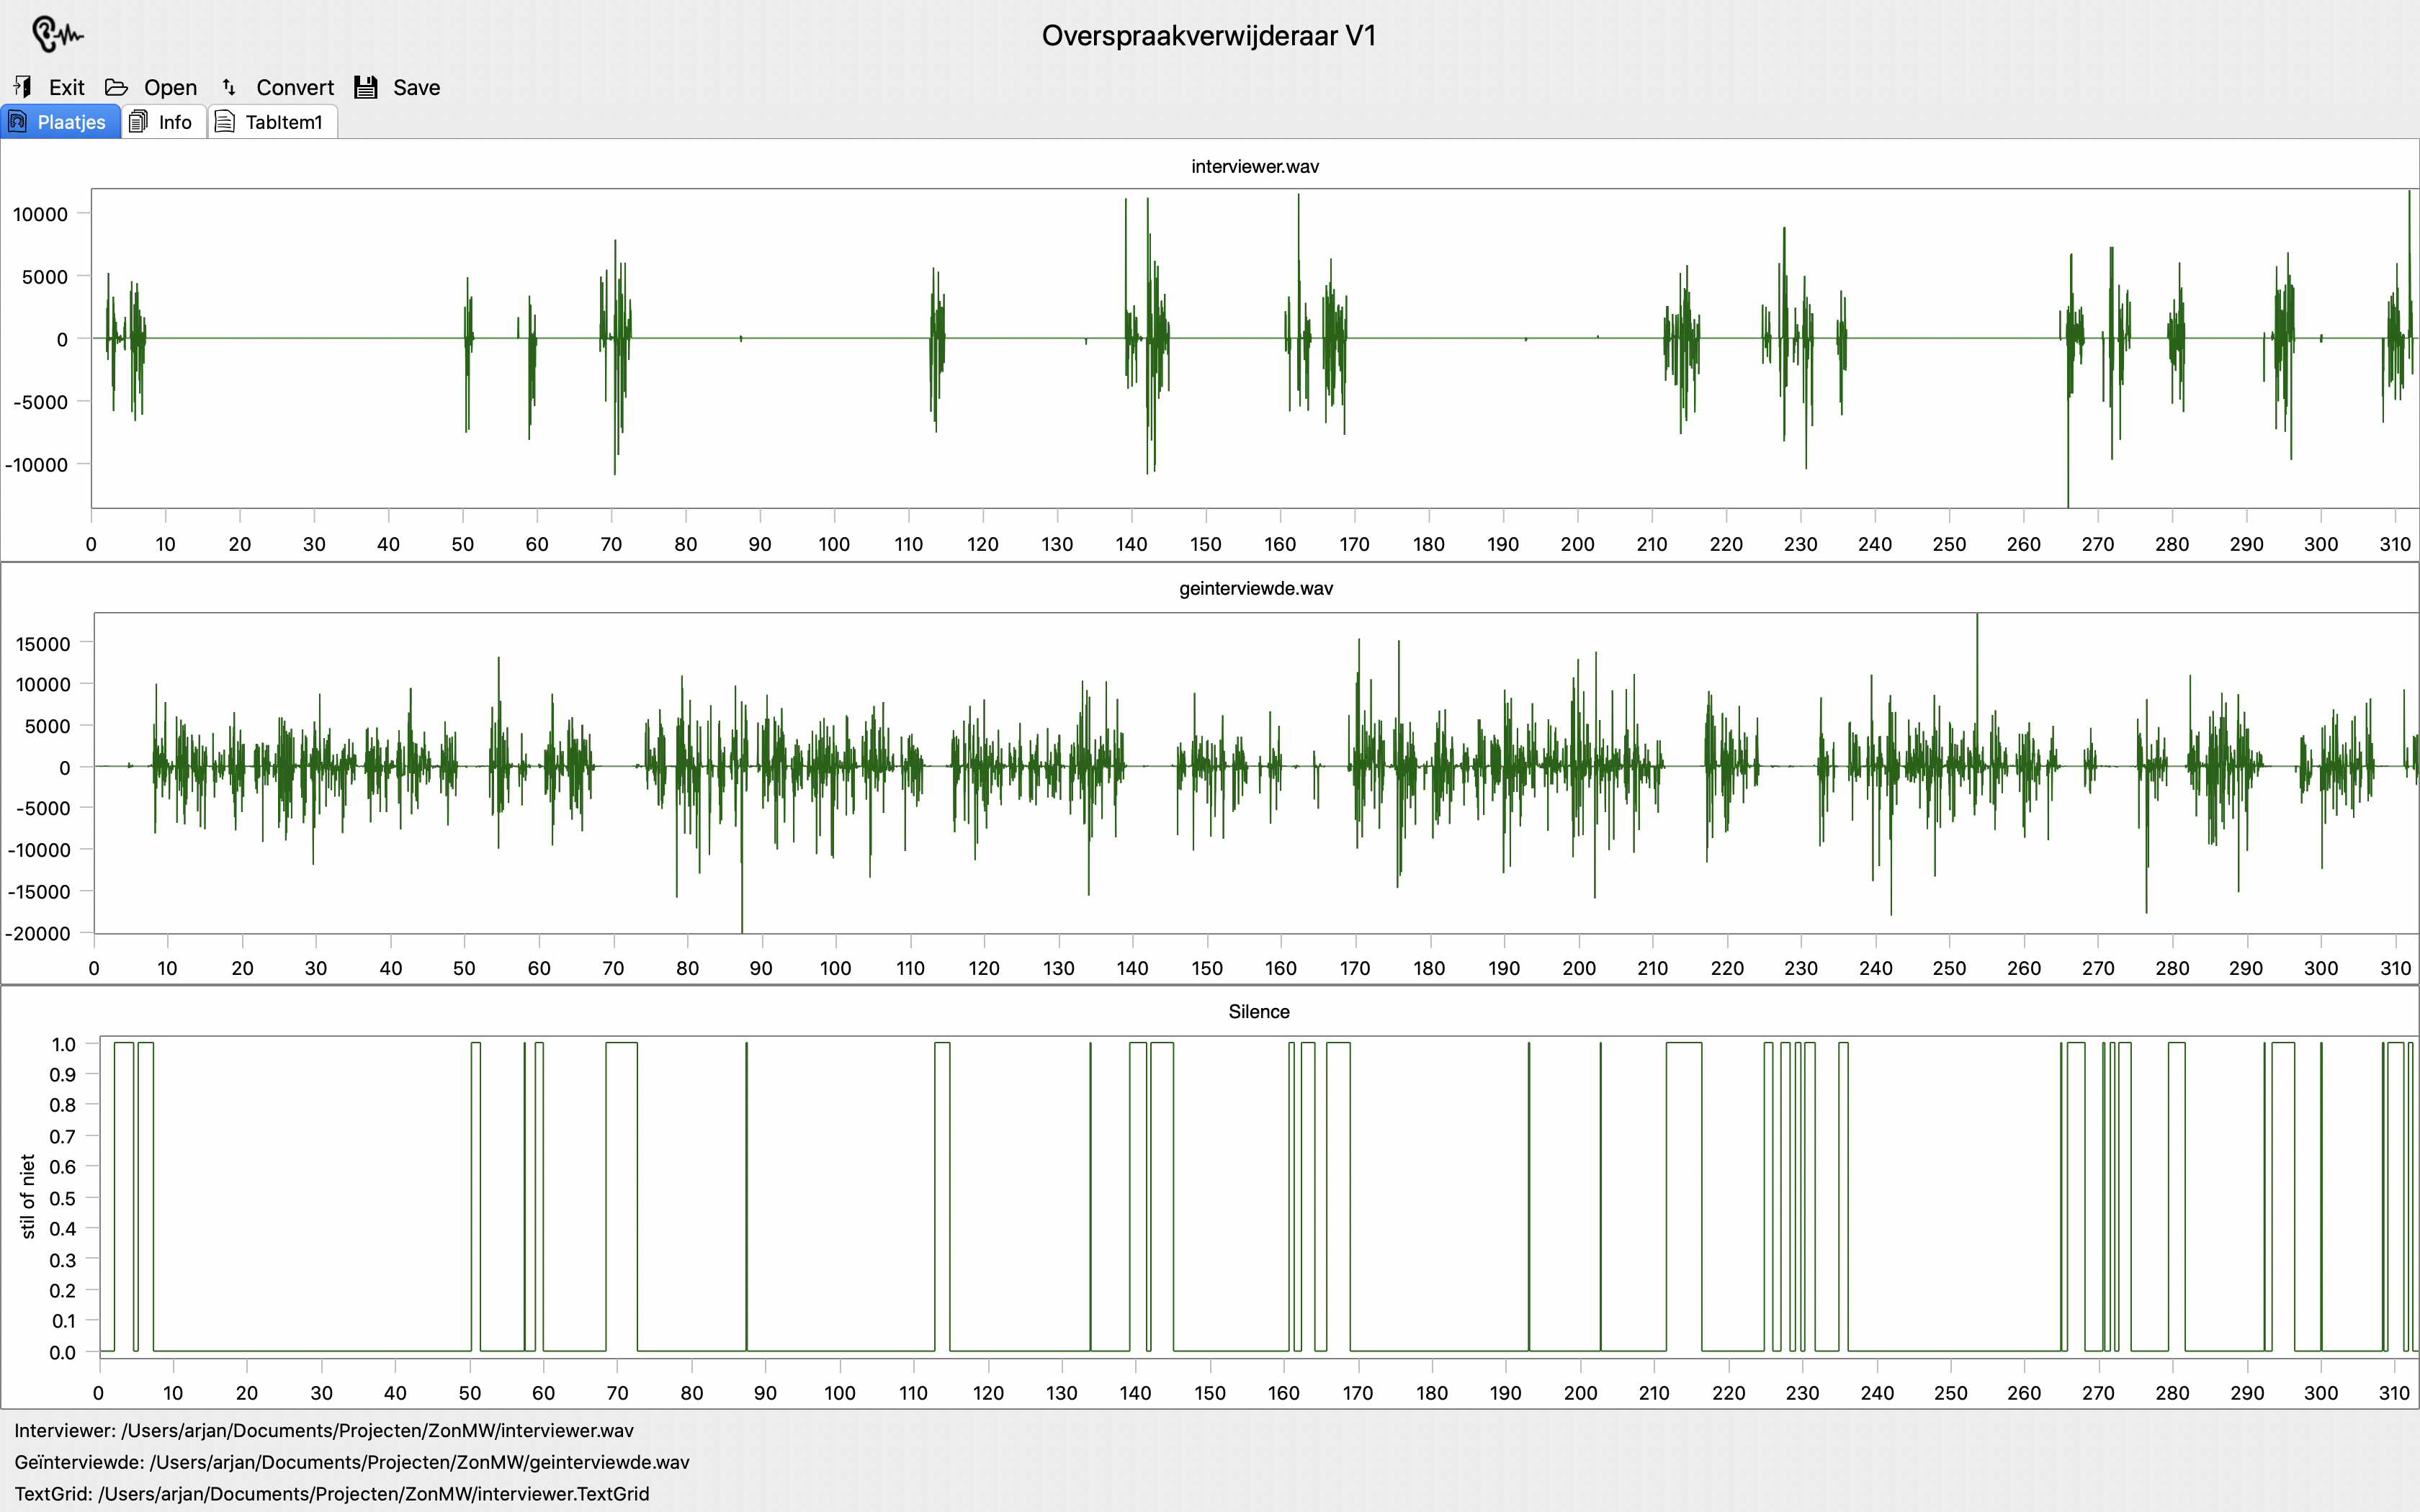 Overspraakverwijderaar V1
Exit Open Convert Save
Plaatjes Info TabItem1
interviewer.wav
10000
5000
0
-5000
-10000
0 10 20 30 40 50 60 70 80 90 100 110 120 130 140 150 160 170 180 190 200 210 220 230 240 250 260 270 280 290 300 310
geinterviewde.wav
15000
10000
5000
0
-5000
-10000
-15000
-20000
0 10 20 30 40 50 60 70 80 90 100 110 120 130 140 150 160 170 180 190 200 210 220 230 240 250 260 270 280 290 300 310
Silence
stil of niet
1.0
0.9
0.8
0.7
0.6
0.5
0.4
0.3
0.2
0.1
0.0
0 10 20 30 40 50 60 70 80 90 100 110 120 130 140 150 160 170 180 190 200 210 220 230 240 250 260 270 280 290 300 310
Interviewer: /Users/arjan/Documents/Projecten/ZonMW/interviewer.wav
Geïnterviewde: /Users/arjan/Documents/Projecten/ZonMW/geinterviewde.wav
TextGrid: /Users/arjan/Documents/Projecten/ZonMW/interviewer.TextGrid